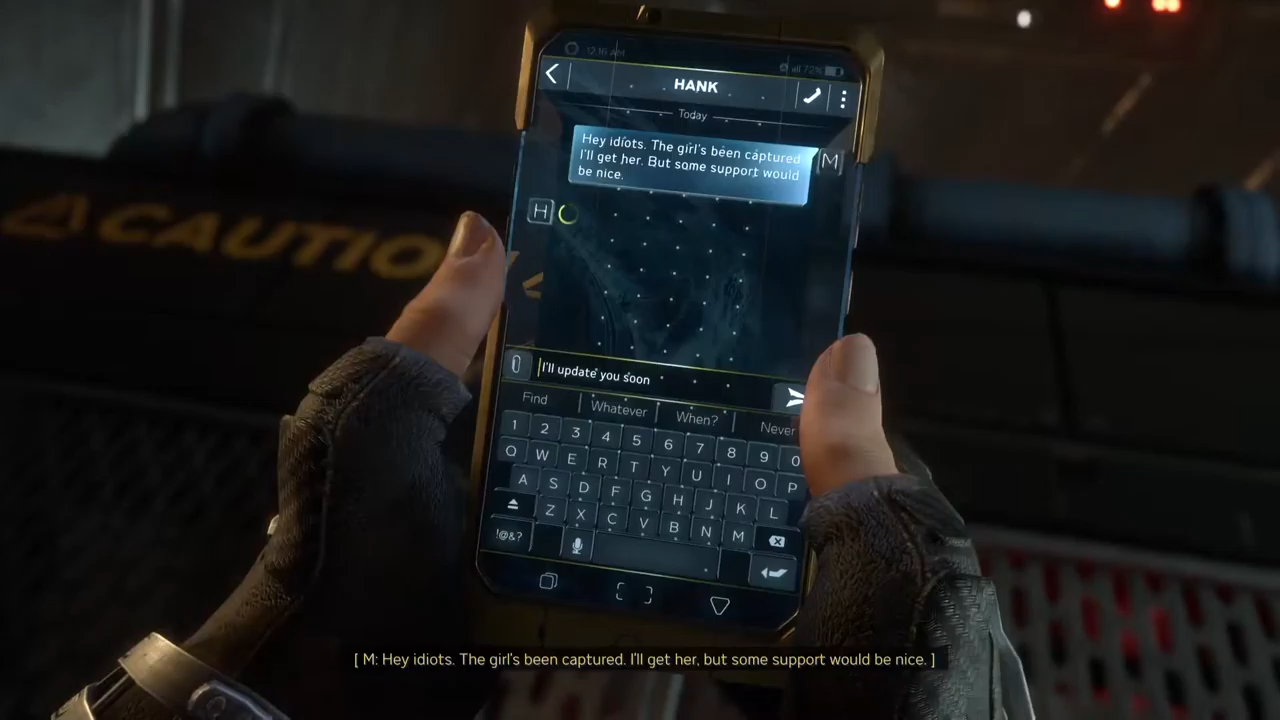 12:16 AM
72%
HANK
Today
Hey idiots. The girl's been captured
I'll get her. But some support would
be nice.
M
H
CAUTIO
I'll update you soon
Find Whatever When? Never
1 2 3 4 5 6 7 8 9 0
Q W E R T Y U I O P
A S D F G H J K L
Z X C V B N M
!@&?
[ M: Hey idiots. The girl's been captured. I'll get her, but some support would be nice. ]